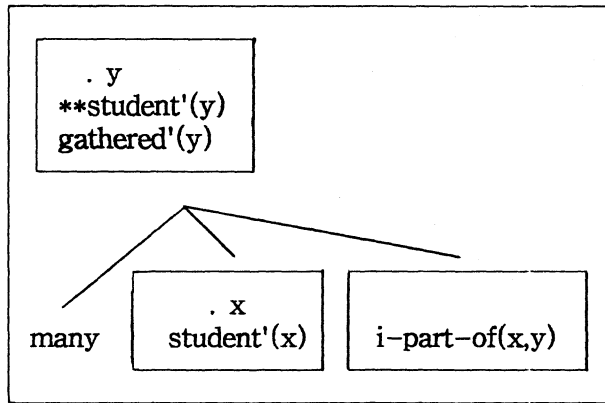 . y
**student'(y)
gathered'(y)
. x
many student'(x) i-part-of(x,y)